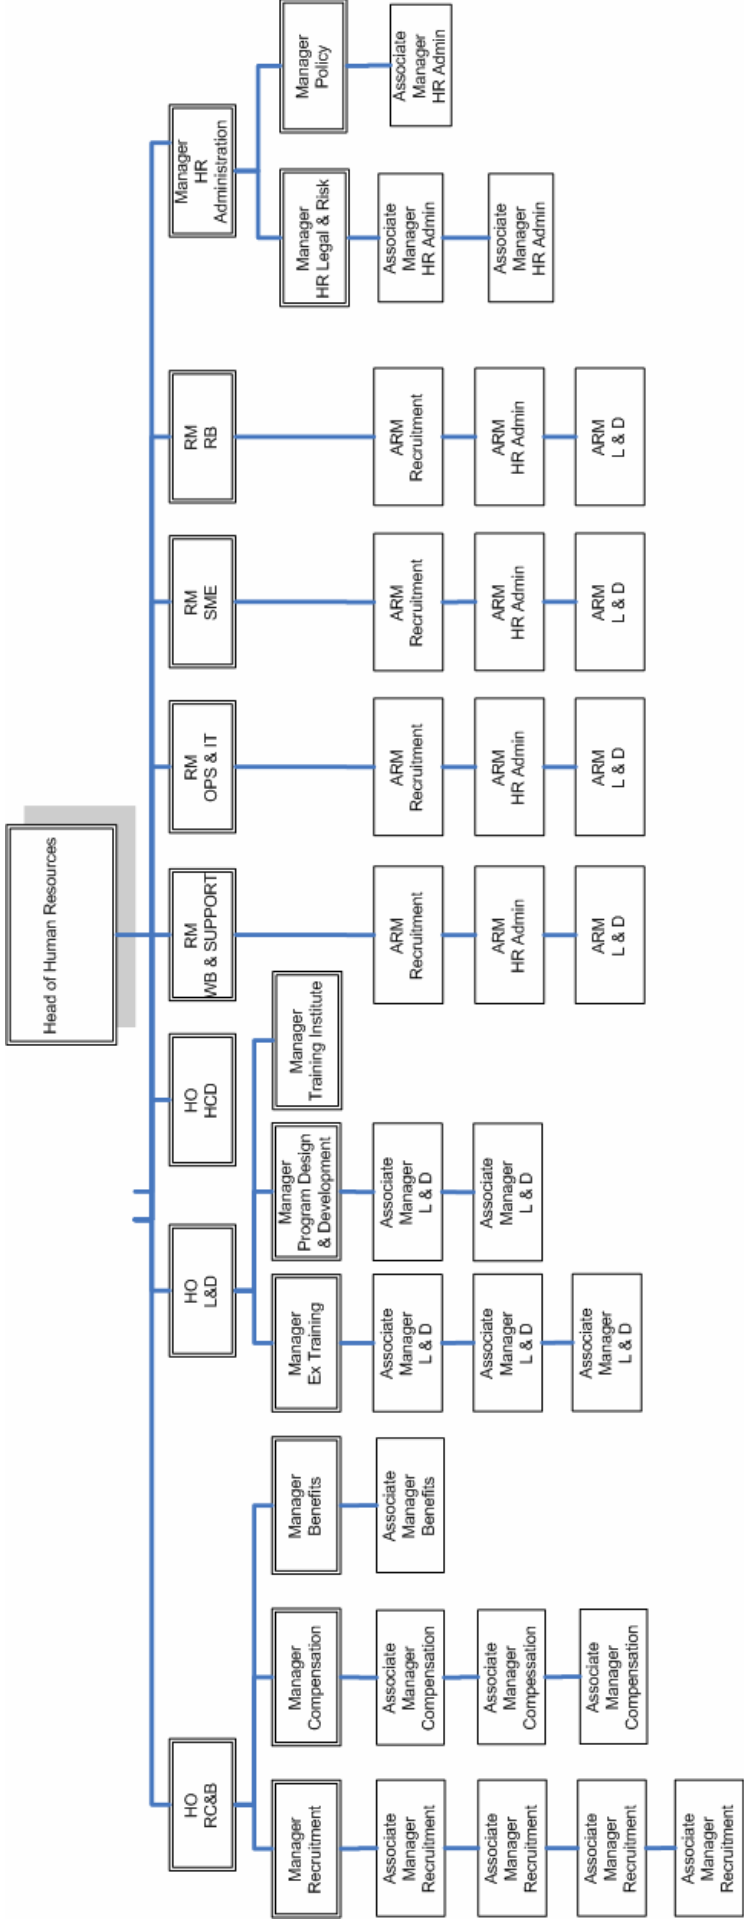 Head of Human Resources
HO
RC&B
HO
L&D
HO
HCD
RM
WB & SUPPORT
RM
OPS & IT
RM
SME
RM
RB
Manager
HR
Administration
Manager
Recruitment
Manager
Compensation
Manager
Benefits
Manager
Ex Training
Manager
Program Design
& Development
Manager
Training Institute
Manager
HR Legal & Risk
Manager
Policy
Associate
Manager
Recruitment
Associate
Manager
Compensation
Associate
Manager
Benefits
Associate
Manager
L & D
Associate
Manager
L & D
ARM
Recruitment
ARM
Recruitment
ARM
Recruitment
ARM
Recruitment
Associate
Manager
HR Admin
Associate
Manager
HR Admin
Associate
Manager
Recruitment
Associate
Manager
Compessation
Associate
Manager
L & D
Associate
Manager
L & D
ARM
HR Admin
ARM
HR Admin
ARM
HR Admin
ARM
HR Admin
Associate
Manager
HR Admin
Associate
Manager
Recruitment
Associate
Manager
Compensation
Associate
Manager
L & D
ARM
L & D
ARM
L & D
ARM
L & D
ARM
L & D
Associate
Manager
Recruitment